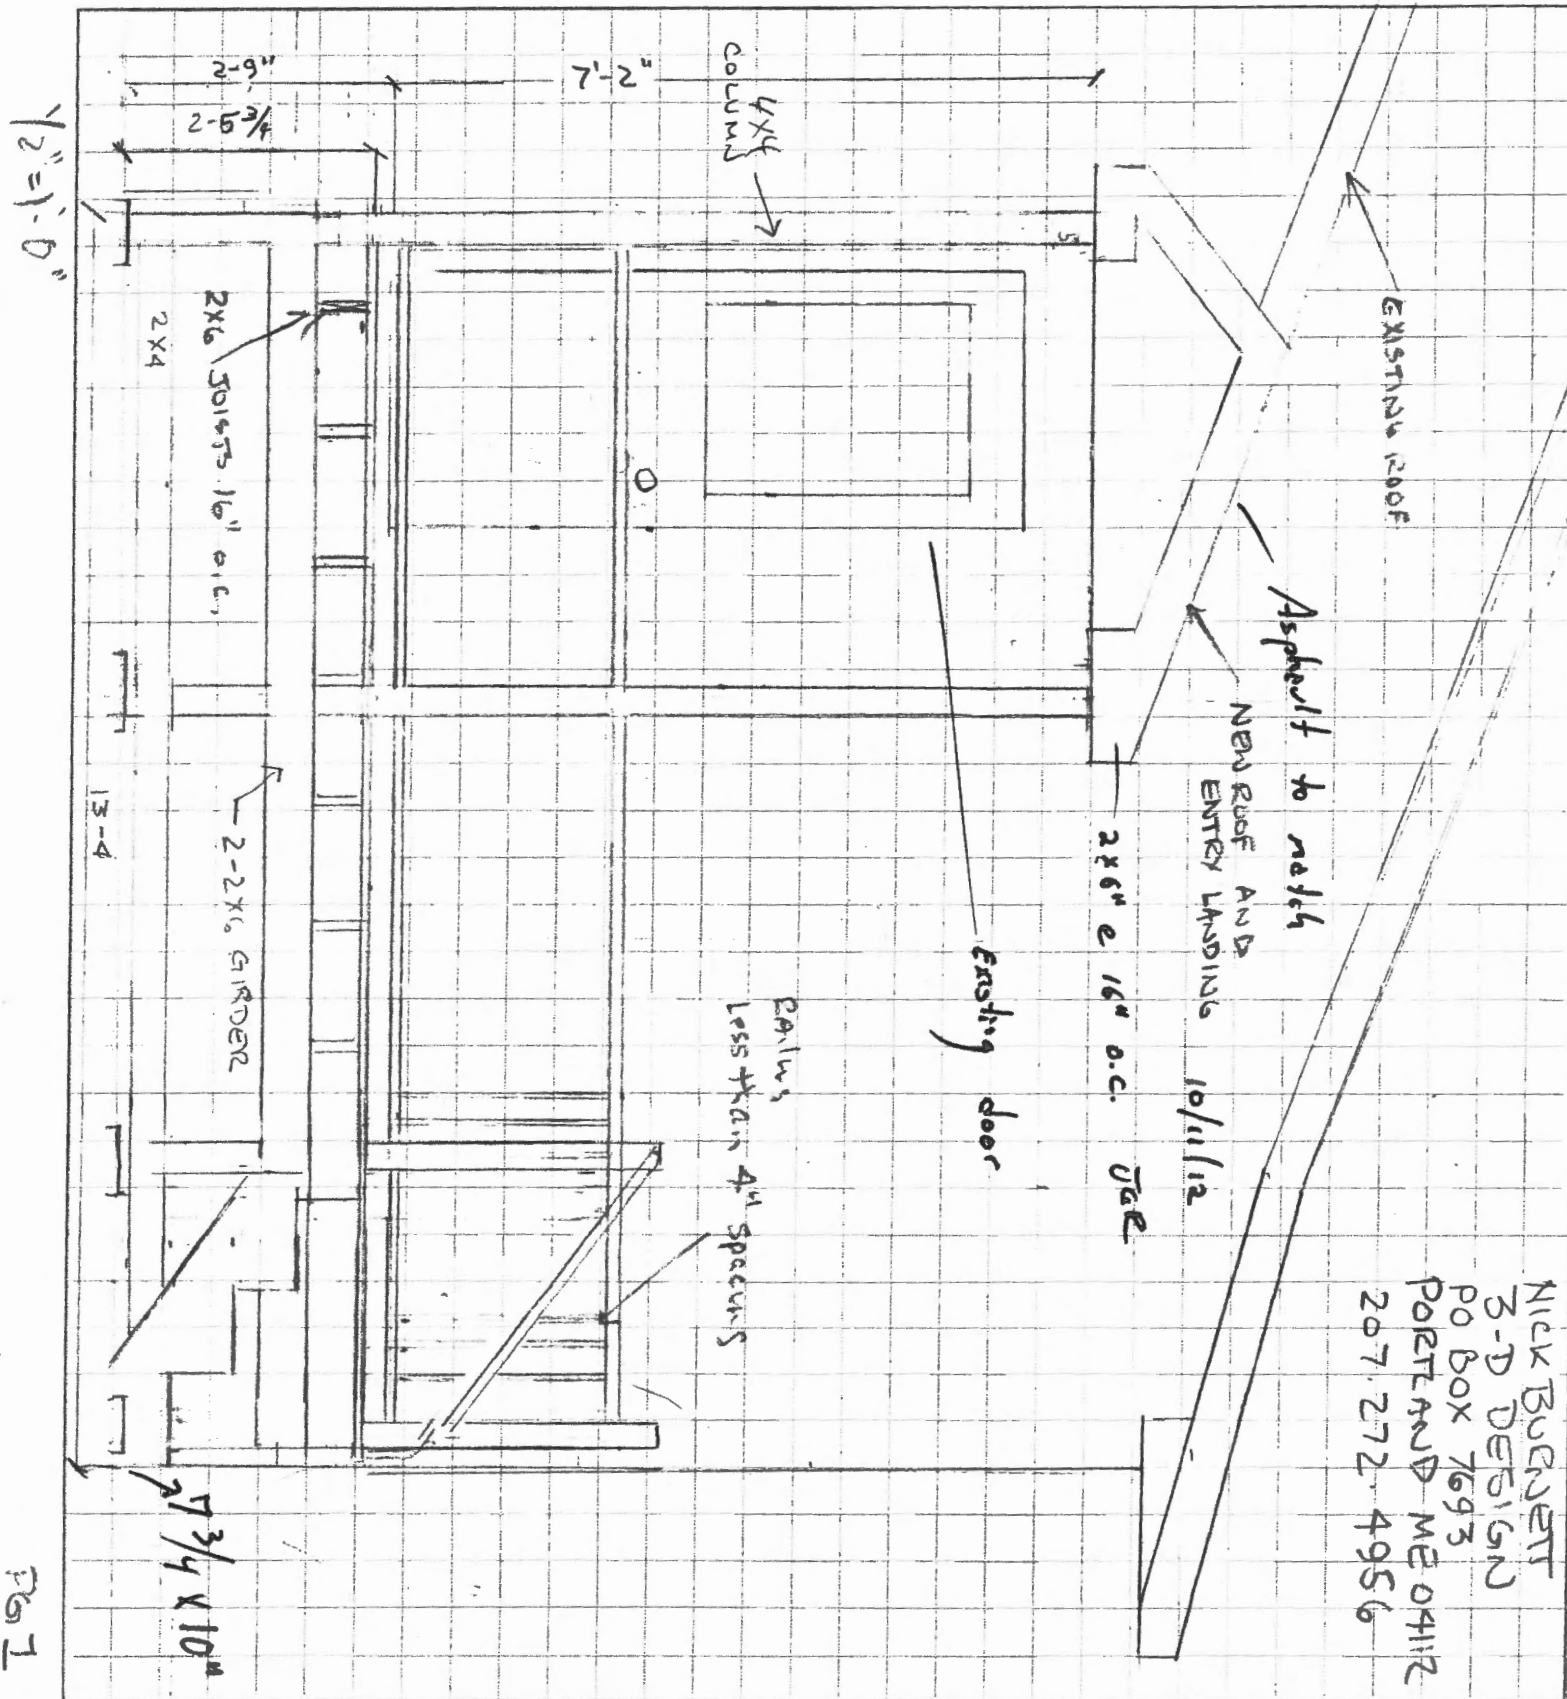 NICK BURNETT
3-D DESIGN
PO BOX 7693
PORTLAND ME 04112
207.272.4956
EXISTING ROOF
Asphault to match
NEW ROOF AND
ENTRY LANDING
10/11/12
2x6" @ 16" o.c.
JGR
Existing door
4x4
COLUMN
7'-2"
2-9"
2-5 3/4
Railing
Less than 4" spacing
2x6 JOISTS 16" o.c.
2x4
2-2x6 GIRDER
13-4
7 3/4 x 10"
1/2" = 1'-0"
PG 1